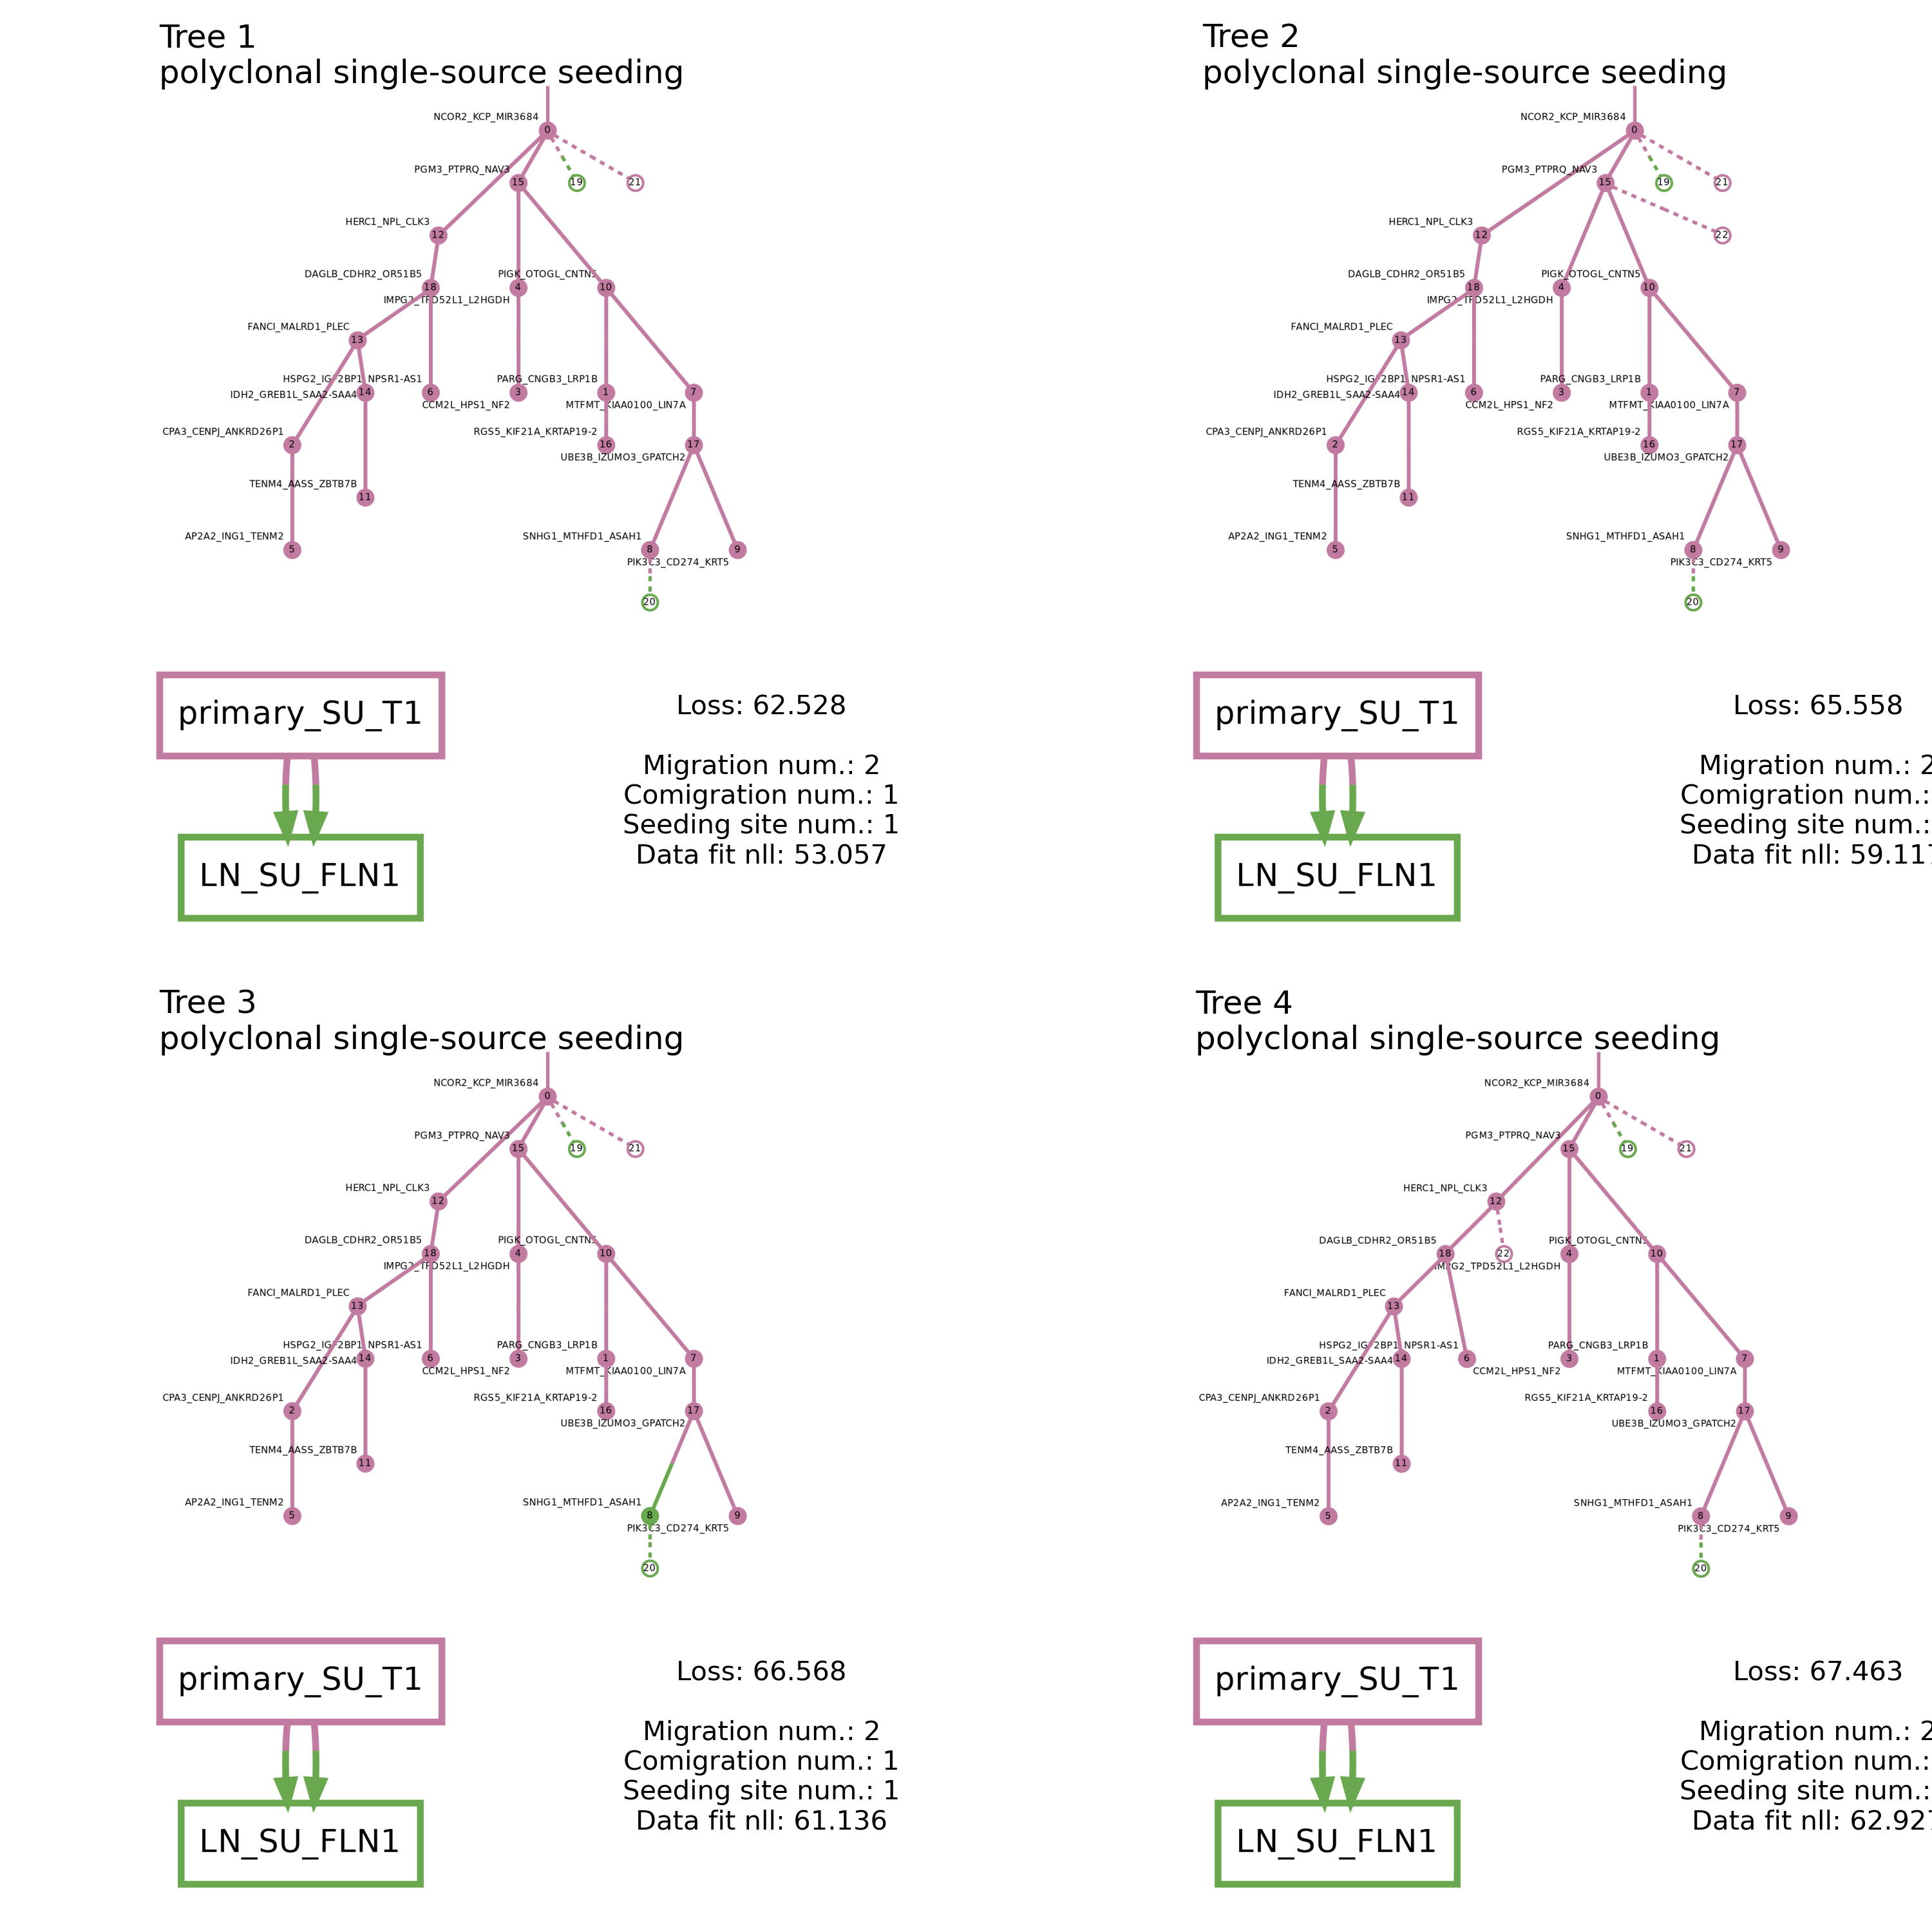 Tree 1
polyclonal single-source seeding
NCOR2_KCP_MIR3684
0
PGM3_PTPRQ_NAV3
15
19
21
HERC1_NPL_CLK3
12
DAGLB_CDHR2_OR51B5
18
PIGK_OTOGL_CNTN5
4
10
IMPG2_TPD52L1_L2HGDH
FANCI_MALRD1_PLEC
13
HSPG2_IGF2BP1_NPSR1-AS1
PARG_CNGB3_LRP1B
IDH2_GREB1L_SAA2-SAA4
14
6
3
1
7
CCM2L_HPS1_NF2
MTFMT_KIAA0100_LIN7A
CPA3_CENPJ_ANKRD26P1
2
RGS5_KIF21A_KRTAP19-2
16
17
UBE3B_IZUMO3_GPATCH2
TENM4_AASS_ZBTB7B
11
AP2A2_ING1_TENM2
5
SNHG1_MTHFD1_ASAH1
8
9
PIK3C3_CD274_KRT5
20
primary_SU_T1
LN_SU_FLN1
Loss: 62.528
Migration num.: 2
Comigration num.: 1
Seeding site num.: 1
Data fit nll: 53.057
Tree 2
polyclonal single-source seeding
NCOR2_KCP_MIR3684
0
PGM3_PTPRQ_NAV3
15
19
21
HERC1_NPL_CLK3
12
22
DAGLB_CDHR2_OR51B5
18
PIGK_OTOGL_CNTN5
4
10
IMPG2_TPD52L1_L2HGDH
FANCI_MALRD1_PLEC
13
HSPG2_IGF2BP1_NPSR1-AS1
PARG_CNGB3_LRP1B
IDH2_GREB1L_SAA2-SAA4
14
6
3
1
7
CCM2L_HPS1_NF2
MTFMT_KIAA0100_LIN7A
CPA3_CENPJ_ANKRD26P1
2
RGS5_KIF21A_KRTAP19-2
16
17
UBE3B_IZUMO3_GPATCH2
TENM4_AASS_ZBTB7B
11
AP2A2_ING1_TENM2
5
SNHG1_MTHFD1_ASAH1
8
9
PIK3C3_CD274_KRT5
20
primary_SU_T1
LN_SU_FLN1
Loss: 65.558
Migration num.: 2
Comigration num.:
Seeding site num.:
Data fit nll: 59.117
Tree 3
polyclonal single-source seeding
NCOR2_KCP_MIR3684
0
PGM3_PTPRQ_NAV3
15
19
21
HERC1_NPL_CLK3
12
DAGLB_CDHR2_OR51B5
18
PIGK_OTOGL_CNTN5
4
10
IMPG2_TPD52L1_L2HGDH
FANCI_MALRD1_PLEC
13
HSPG2_IGF2BP1_NPSR1-AS1
PARG_CNGB3_LRP1B
IDH2_GREB1L_SAA2-SAA4
14
6
3
1
7
CCM2L_HPS1_NF2
MTFMT_KIAA0100_LIN7A
CPA3_CENPJ_ANKRD26P1
2
RGS5_KIF21A_KRTAP19-2
16
17
UBE3B_IZUMO3_GPATCH2
TENM4_AASS_ZBTB7B
11
AP2A2_ING1_TENM2
5
SNHG1_MTHFD1_ASAH1
8
9
PIK3C3_CD274_KRT5
20
primary_SU_T1
LN_SU_FLN1
Loss: 66.568
Migration num.: 2
Comigration num.: 1
Seeding site num.: 1
Data fit nll: 61.136
Tree 4
polyclonal single-source seeding
NCOR2_KCP_MIR3684
0
PGM3_PTPRQ_NAV3
15
19
21
HERC1_NPL_CLK3
12
DAGLB_CDHR2_OR51B5
18
22
PIGK_OTOGL_CNTN5
4
10
IMPG2_TPD52L1_L2HGDH
FANCI_MALRD1_PLEC
13
HSPG2_IGF2BP1_NPSR1-AS1
PARG_CNGB3_LRP1B
IDH2_GREB1L_SAA2-SAA4
14
6
3
1
7
CCM2L_HPS1_NF2
MTFMT_KIAA0100_LIN7A
CPA3_CENPJ_ANKRD26P1
2
RGS5_KIF21A_KRTAP19-2
16
17
UBE3B_IZUMO3_GPATCH2
TENM4_AASS_ZBTB7B
11
AP2A2_ING1_TENM2
5
SNHG1_MTHFD1_ASAH1
8
9
PIK3C3_CD274_KRT5
20
primary_SU_T1
LN_SU_FLN1
Loss: 67.463
Migration num.: 2
Comigration num.:
Seeding site num.:
Data fit nll: 62.927